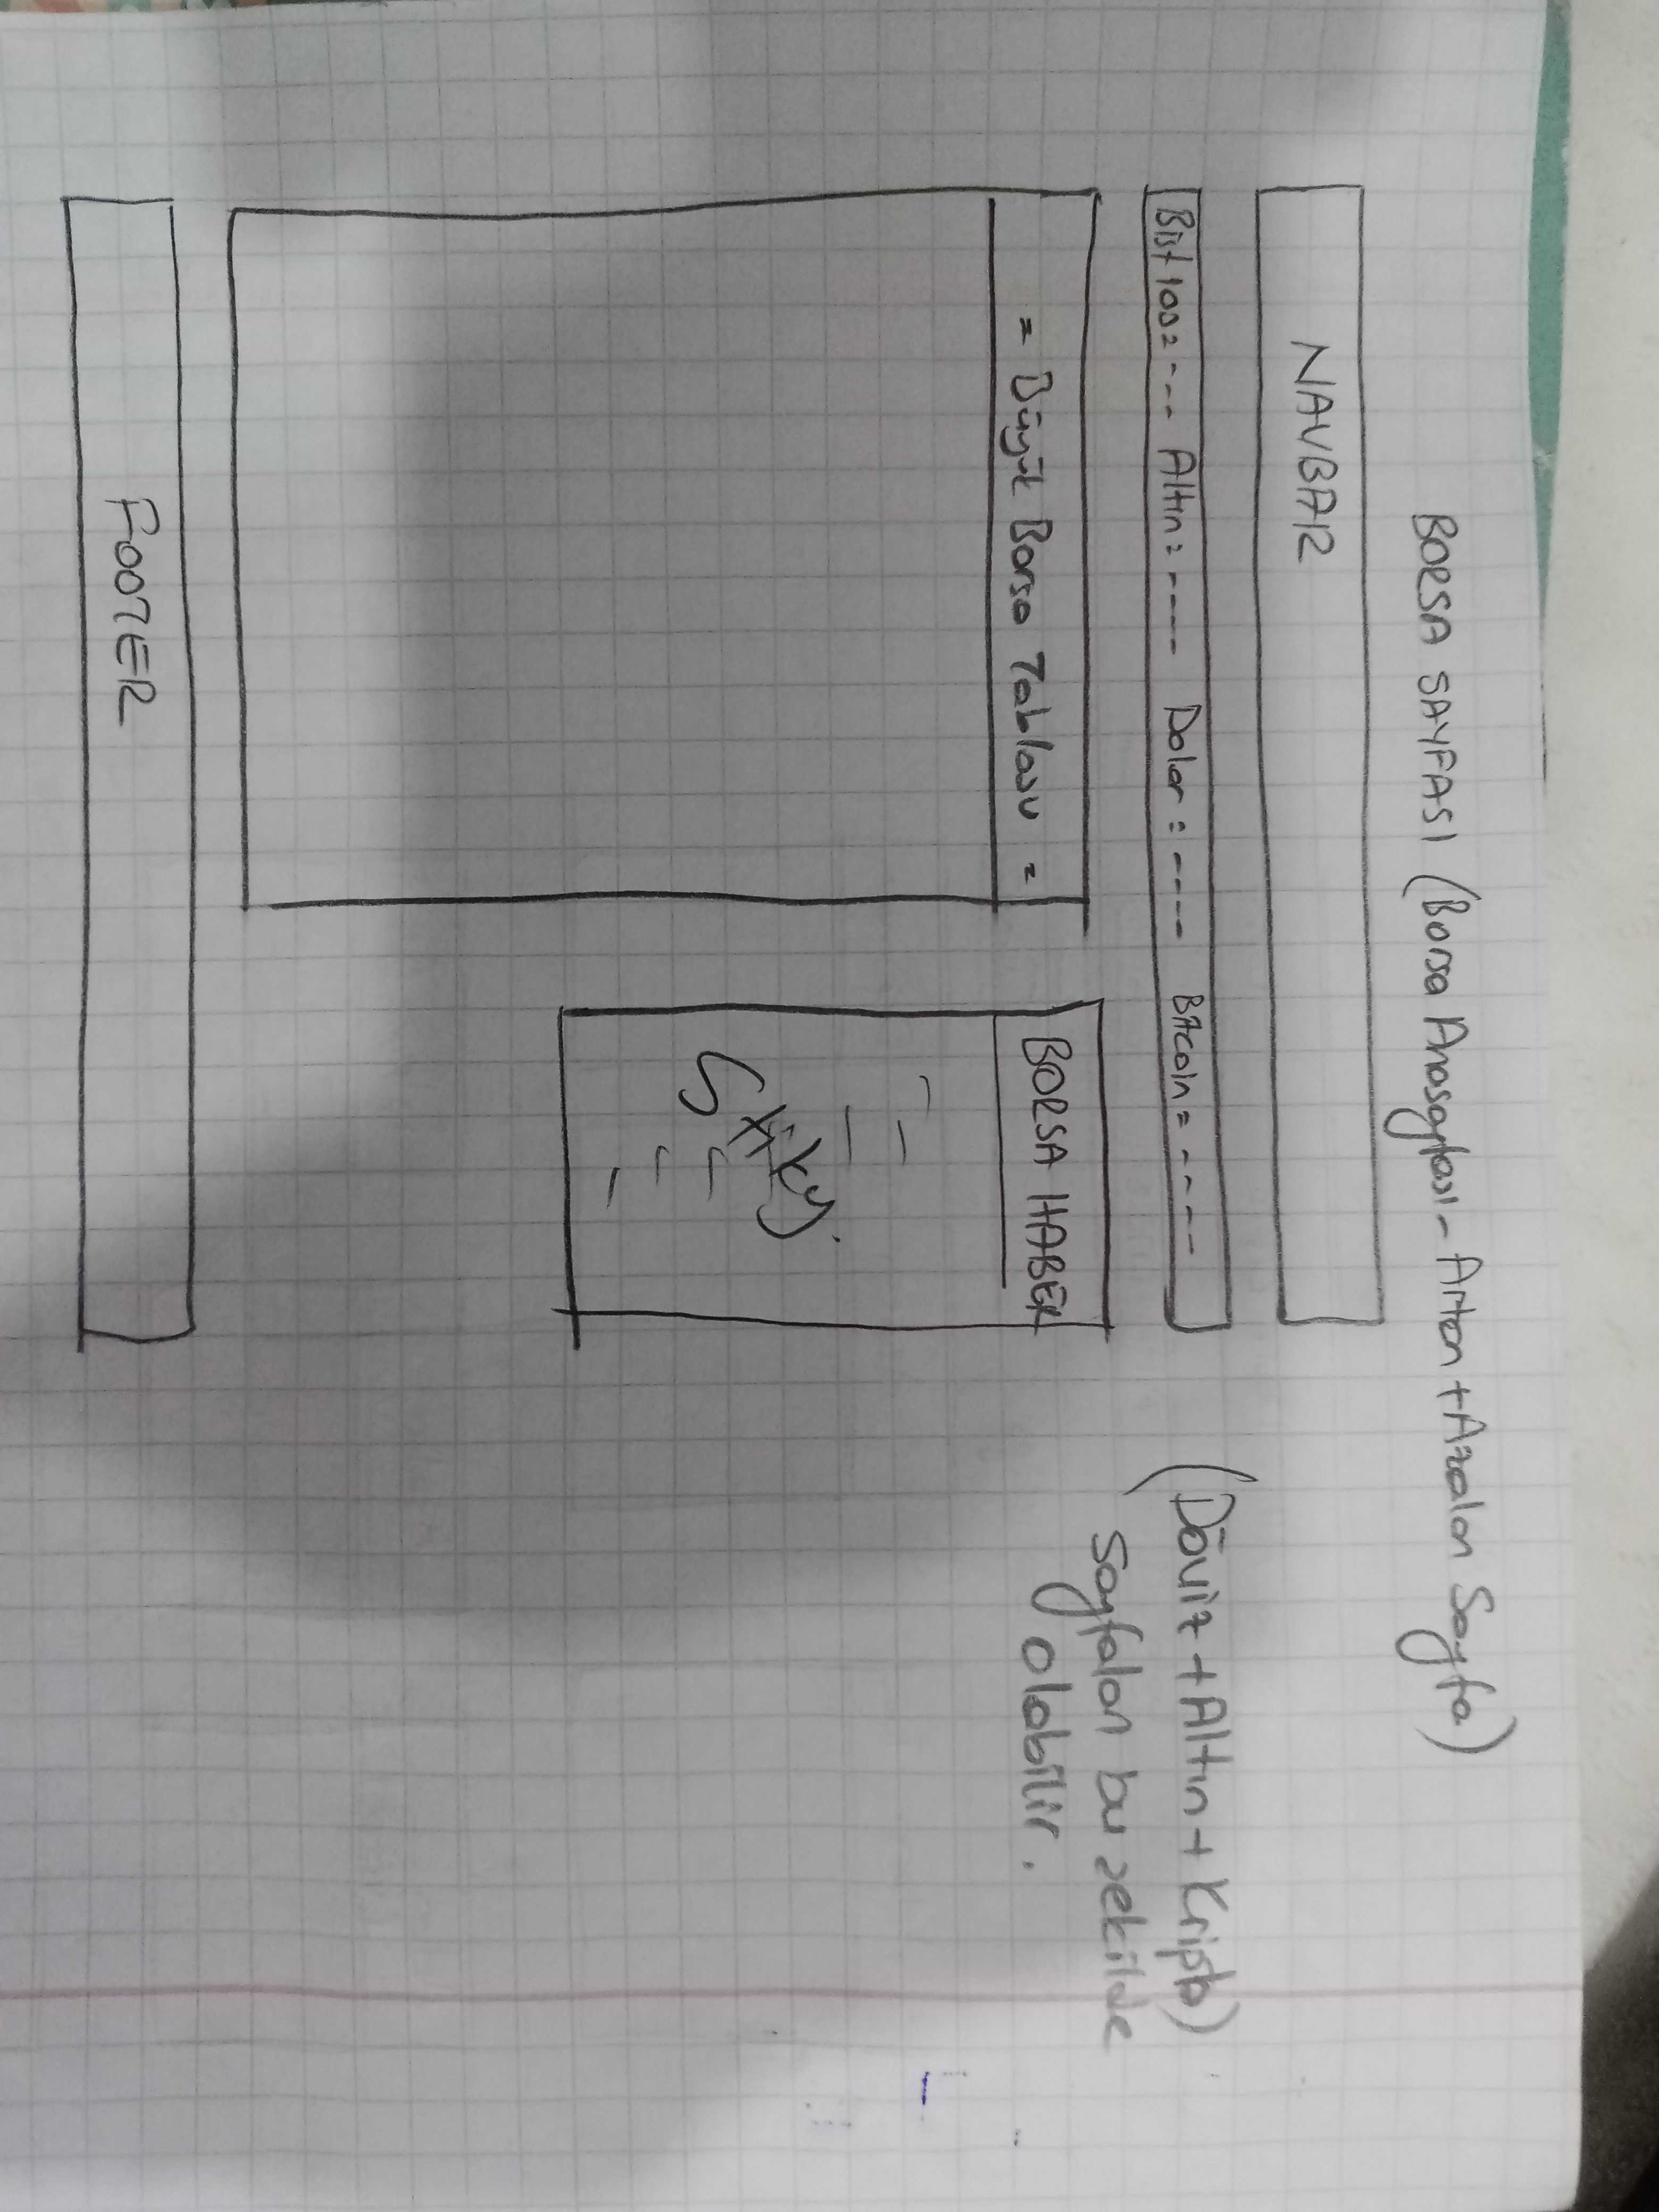 BORSA SAYFASI (Borsa Anasayfası - Artan + Azalan Sayfa)
NAVBAR
Bist 100 = --- Altın = ---- Dolar = ---- Bitcoin = -----
= Büyük Borsa Tablosu =
BORSA HABER
Sticky
(Döviz + Altın + Kripto)
Sayfaları bu şekilde
olabilir.
FOOTER